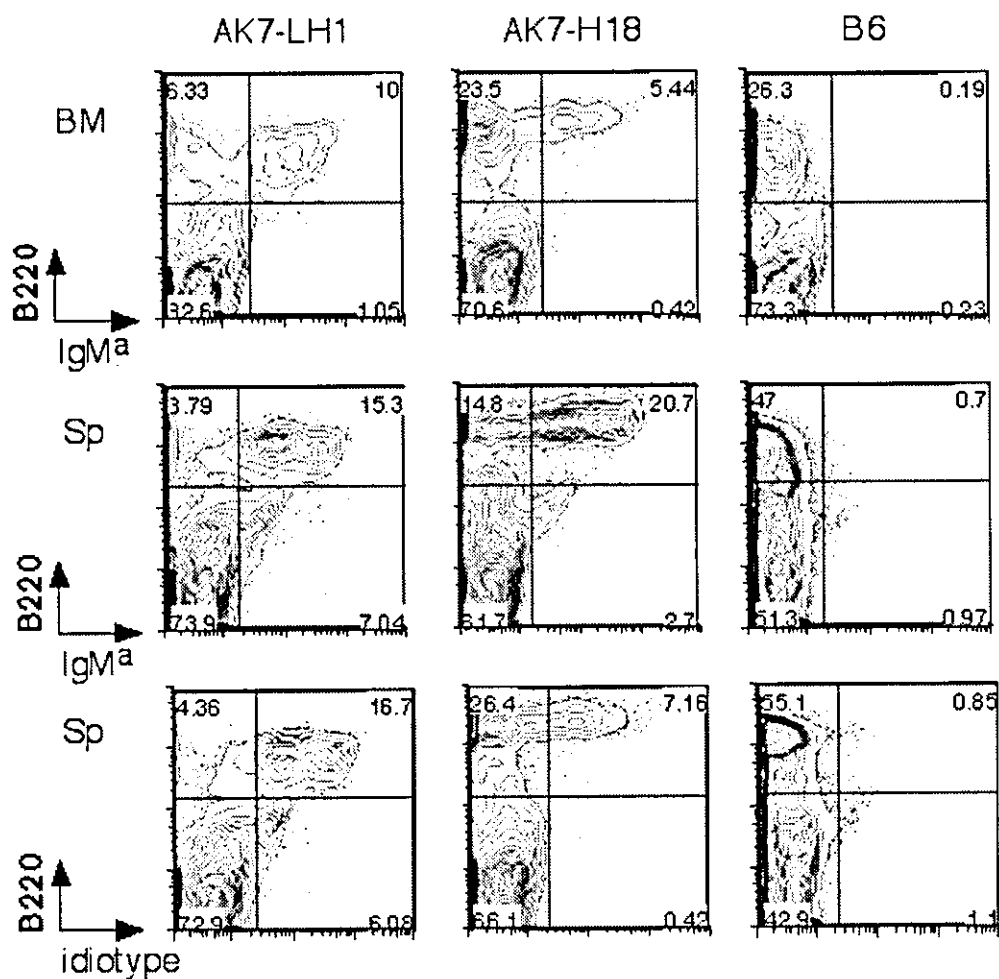 AK7-LH1 AK7-H18 B6
BM
6.33 10 23.5 5.44 26.3 0.19
B220
82.6 1.05 70.6 0.42 73.3 0.23
IgMa
Sp
3.79 15.3 14.8 20.7 47 0.7
B220
73.9 7.04 61.7 2.7 51.3 0.97
IgMa
Sp
4.36 16.7 26.4 7.16 55.1 0.85
B220
72.9 6.08 66.1 0.42 42.9 1.1
idiotype